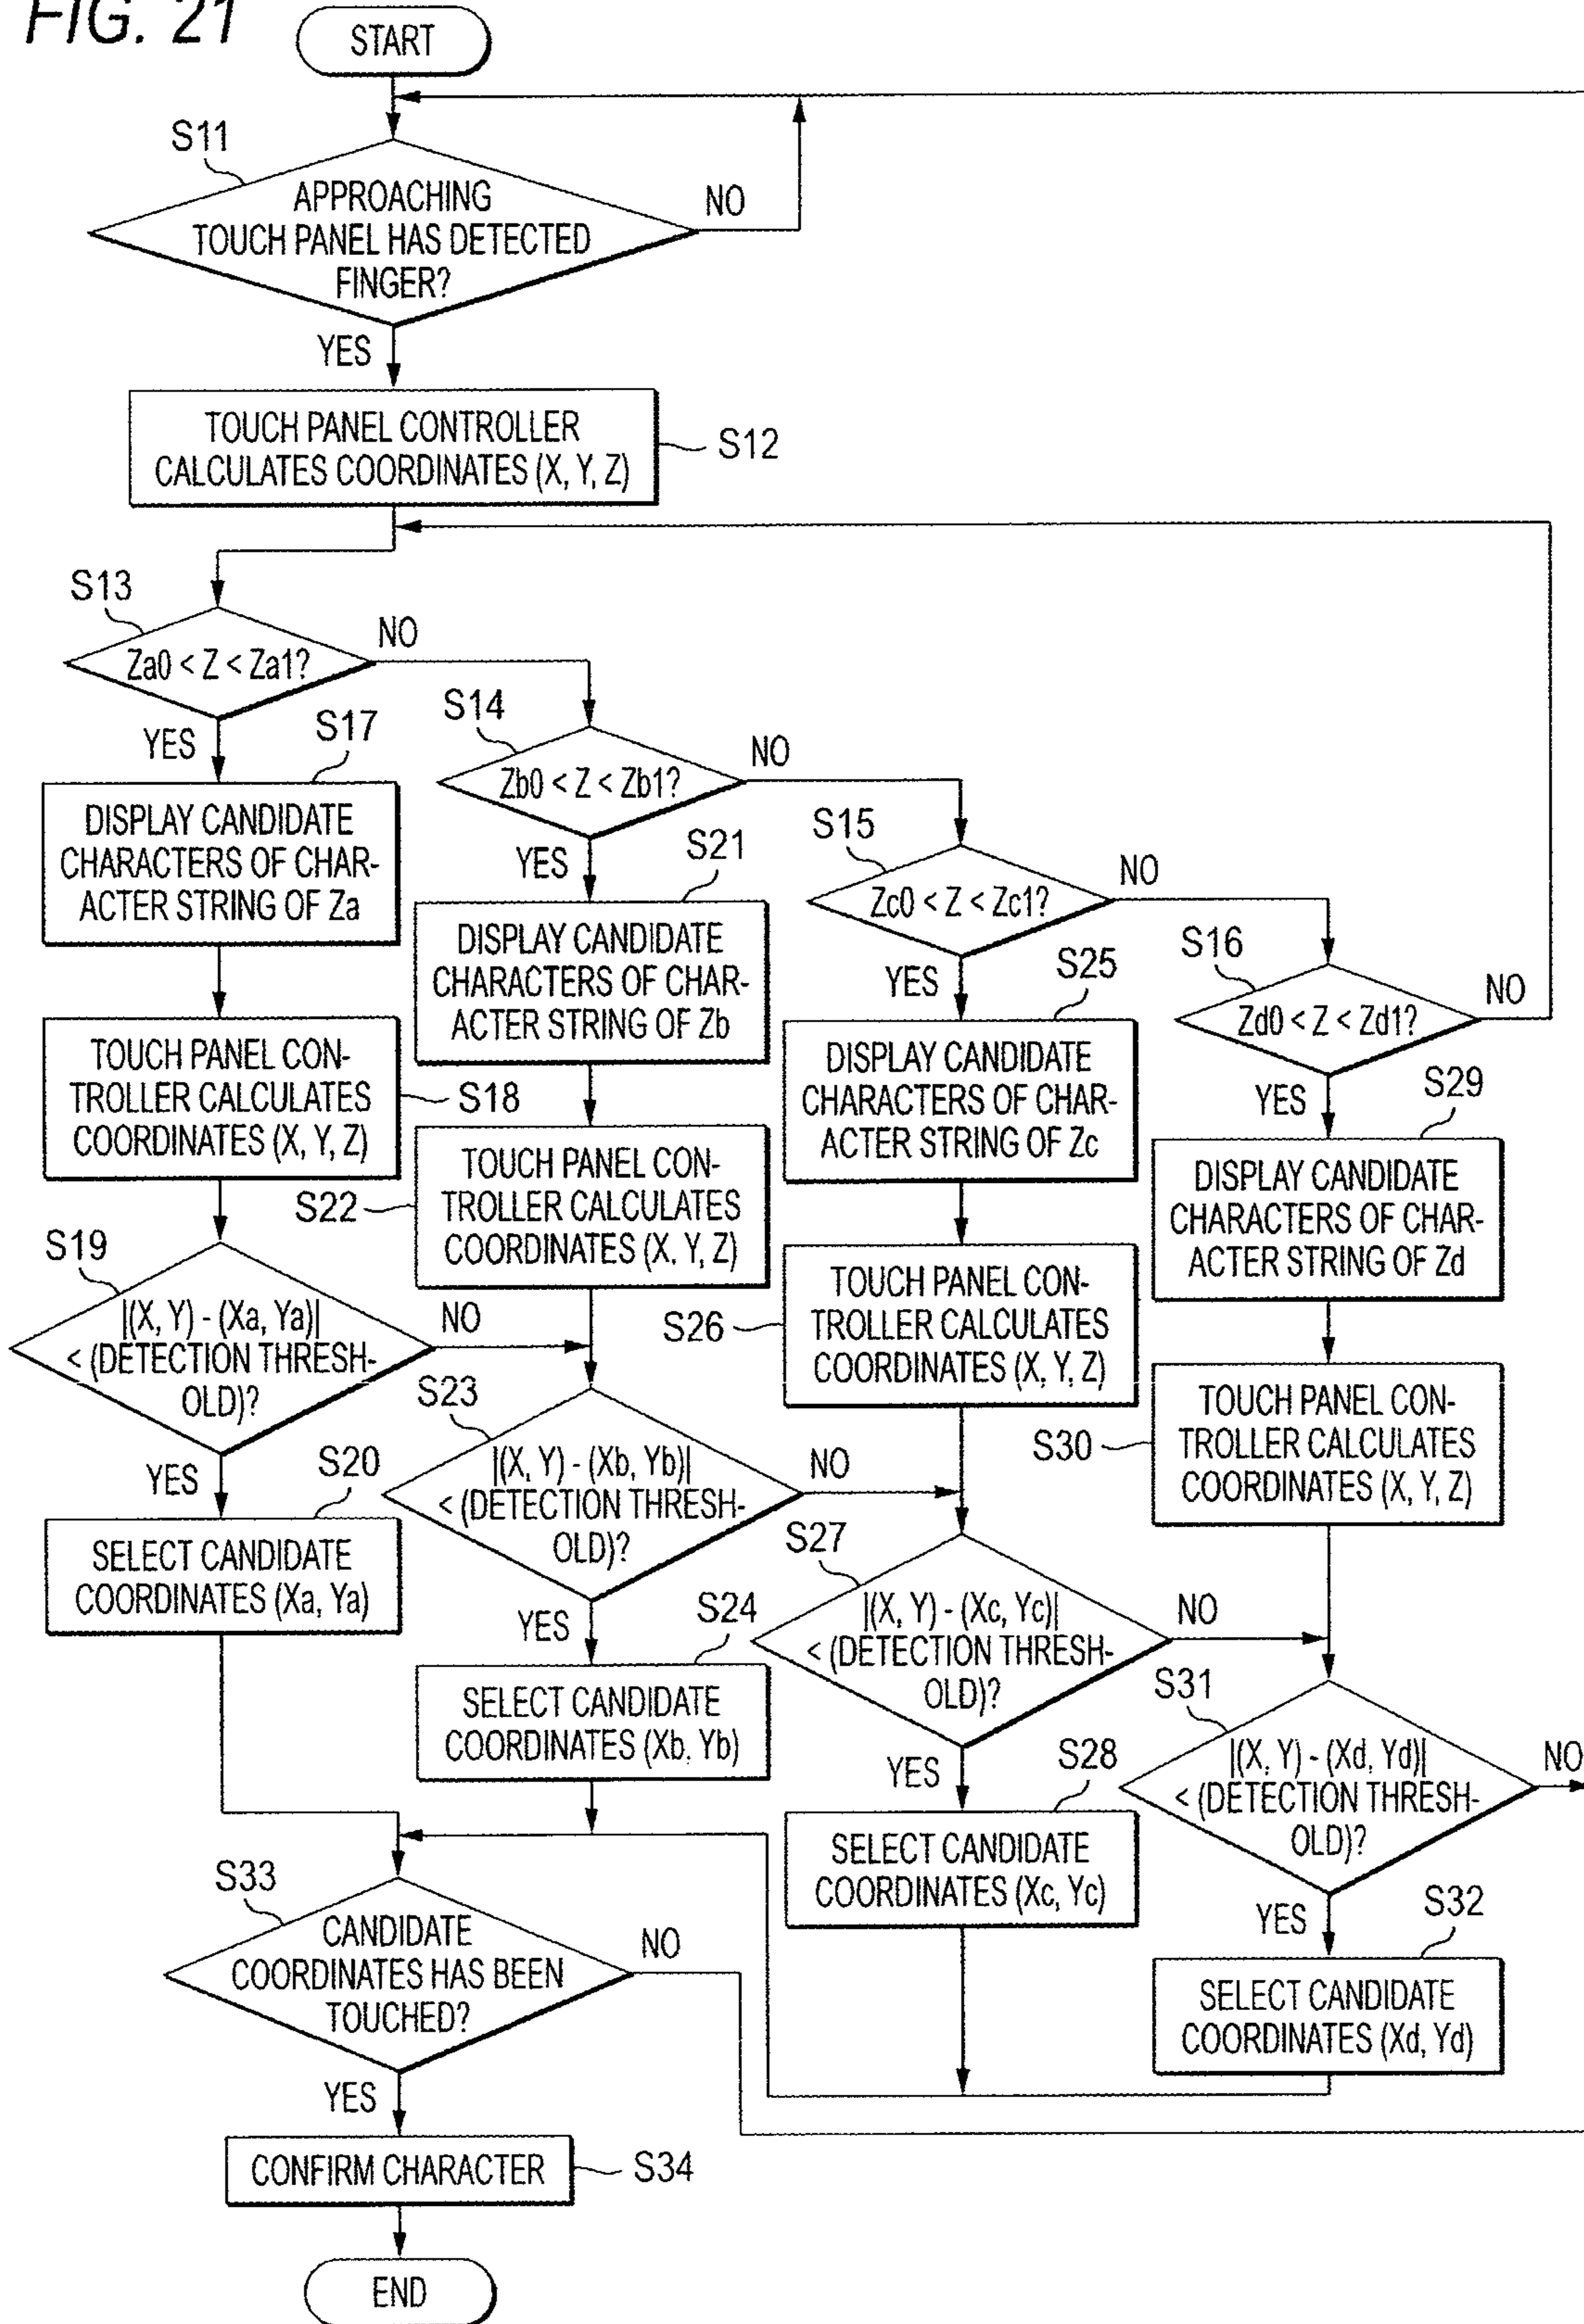 FIG. 21
START
S11
APPROACHING
TOUCH PANEL HAS DETECTED
FINGER?
NO
YES
TOUCH PANEL CONTROLLER
CALCULATES COORDINATES (X, Y, Z)
S12
S13
Za0 < Z < Za1?
NO
YES
S14
Zb0 < Z < Zb1?
NO
YES
S15
Zc0 < Z < Zc1?
NO
YES
S16
Zd0 < Z < Zd1?
NO
YES
S17
DISPLAY CANDIDATE
CHARACTERS OF CHAR-
ACTER STRING OF Za
TOUCH PANEL CON-
TROLLER CALCULATES
COORDINATES (X, Y, Z)
S18
S19
|(X, Y) - (Xa, Ya)|
< (DETECTION THRESH-
OLD)?
NO
YES
S20
SELECT CANDIDATE
COORDINATES (Xa, Ya)
S21
DISPLAY CANDIDATE
CHARACTERS OF CHAR-
ACTER STRING OF Zb
S22
TOUCH PANEL CON-
TROLLER CALCULATES
COORDINATES (X, Y, Z)
S23
|(X, Y) - (Xb, Yb)|
< (DETECTION THRESH-
OLD)?
NO
YES
S24
SELECT CANDIDATE
COORDINATES (Xb, Yb)
S25
DISPLAY CANDIDATE
CHARACTERS OF CHAR-
ACTER STRING OF Zc
S26
TOUCH PANEL CON-
TROLLER CALCULATES
COORDINATES (X, Y, Z)
S27
|(X, Y) - (Xc, Yc)|
< (DETECTION THRESH-
OLD)?
NO
YES
S28
SELECT CANDIDATE
COORDINATES (Xc, Yc)
S29
DISPLAY CANDIDATE
CHARACTERS OF CHAR-
ACTER STRING OF Zd
S30
TOUCH PANEL CON-
TROLLER CALCULATES
COORDINATES (X, Y, Z)
S31
|(X, Y) - (Xd, Yd)|
< (DETECTION THRESH-
OLD)?
NO
YES
S32
SELECT CANDIDATE
COORDINATES (Xd, Yd)
S33
CANDIDATE
COORDINATES HAS BEEN
TOUCHED?
NO
YES
CONFIRM CHARACTER
S34
END